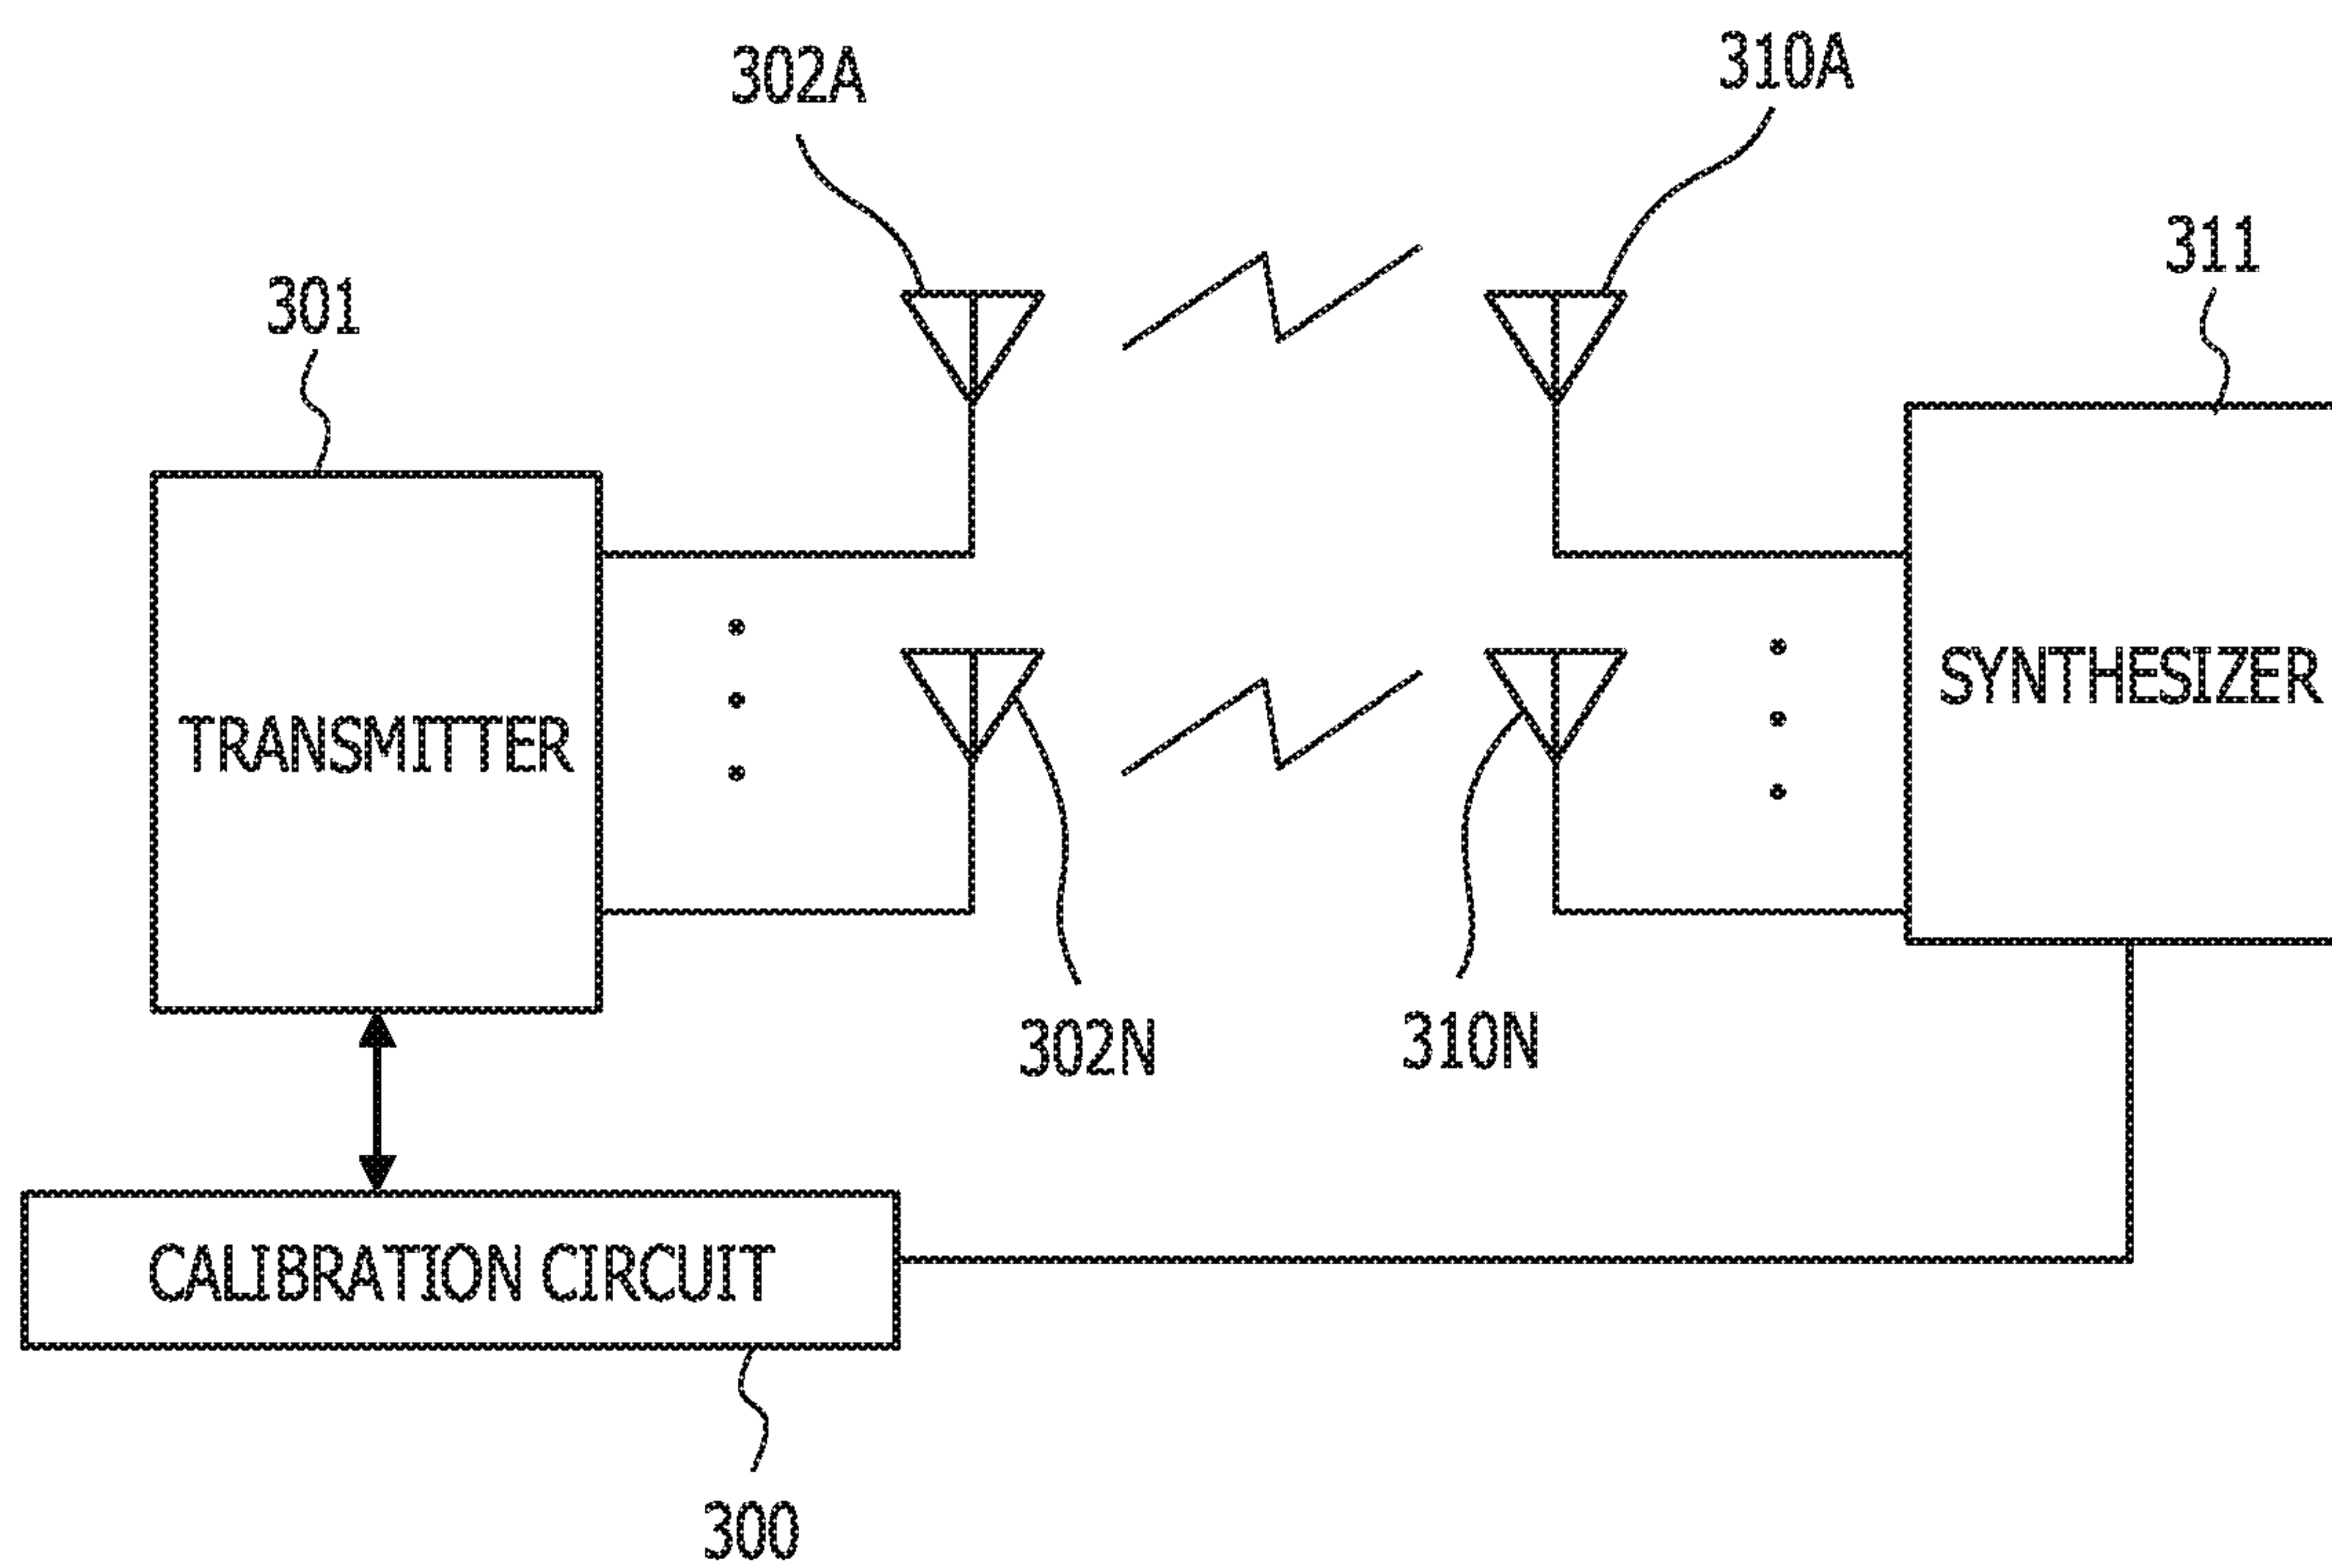 302A
310A
311
301
SYNTHESIZER
TRANSMITTER
302N
310N
CALIBRATION CIRCUIT
300